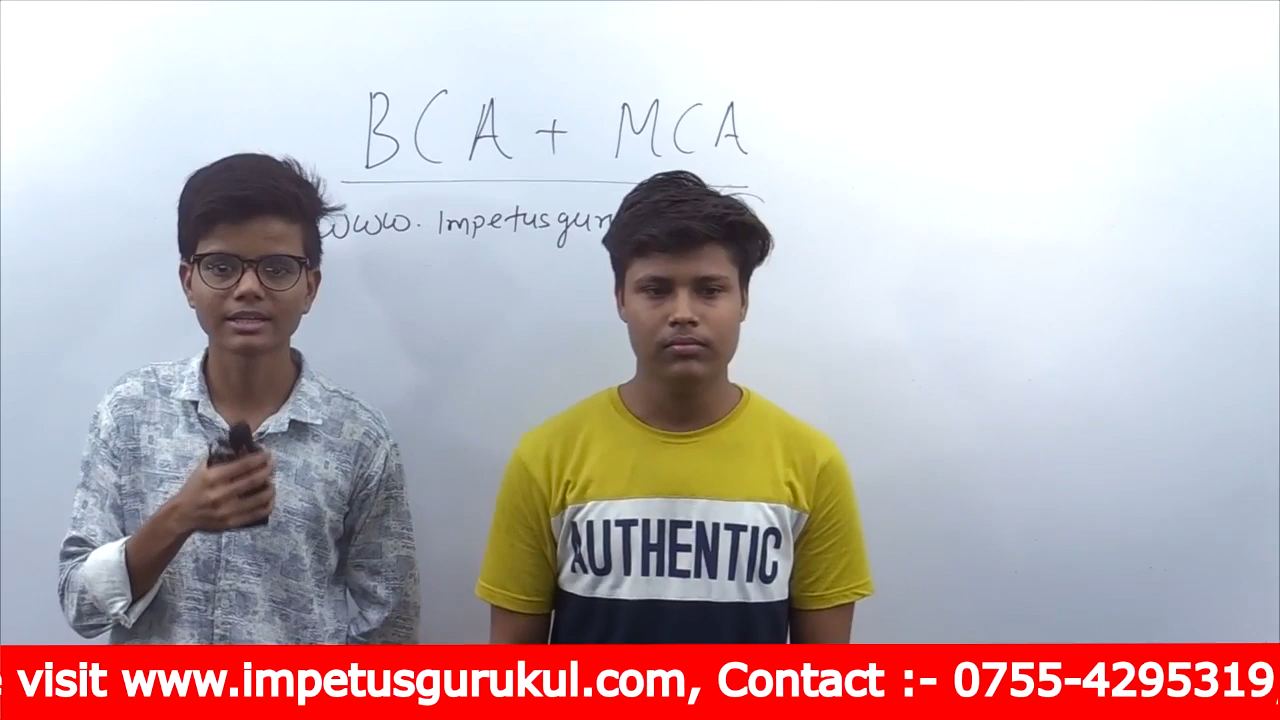 BCA + MCA
www. Impetusgur
AUTHENTIC
visit www.impetusgurukul.com, Contact :- 0755-4295319,